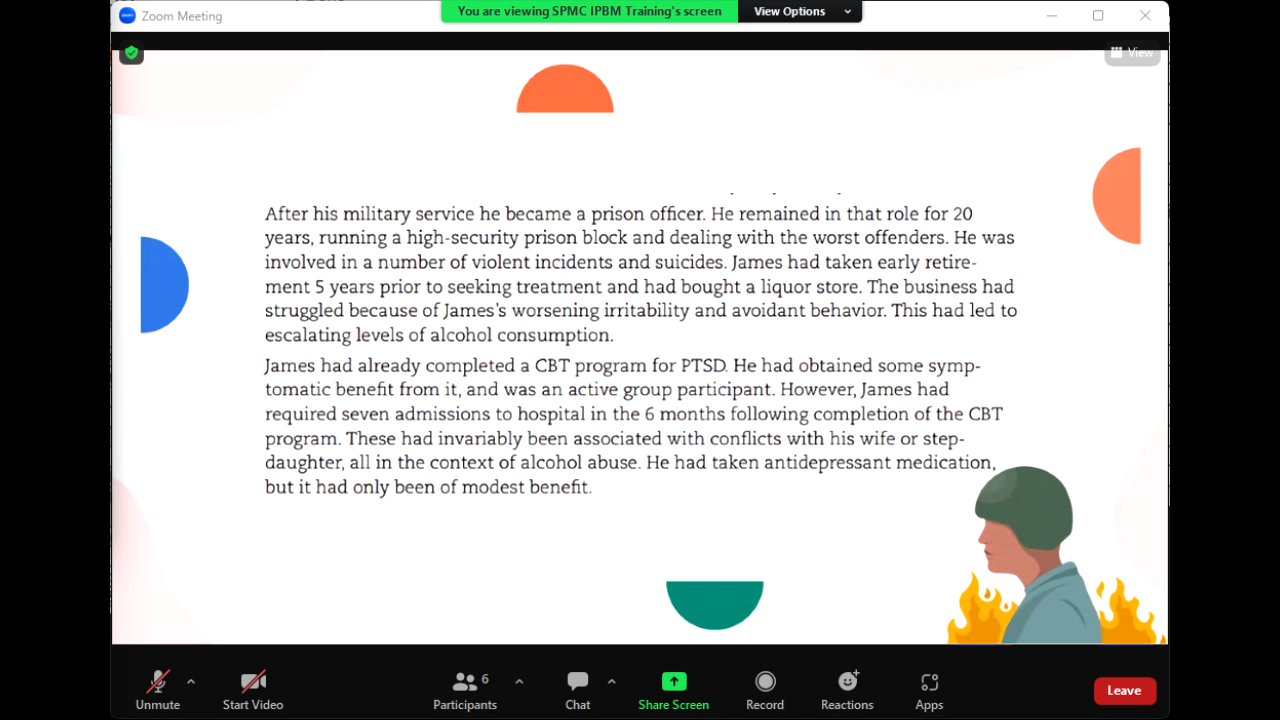 Zoom Meeting
You are viewing SPMC IPBM Training's screen
View Options
View
After his military service he became a prison officer. He remained in that role for 20
years, running a high-security prison block and dealing with the worst offenders. He was
involved in a number of violent incidents and suicides. James had taken early retire-
ment 5 years prior to seeking treatment and had bought a liquor store. The business had
struggled because of James's worsening irritability and avoidant behavior. This had led to
escalating levels of alcohol consumption.
James had already completed a CBT program for PTSD. He had obtained some symp-
tomatic benefit from it, and was an active group participant. However, James had
required seven admissions to hospital in the 6 months following completion of the CBT
program. These had invariably been associated with conflicts with his wife or step-
daughter, all in the context of alcohol abuse. He had taken antidepressant medication,
but it had only been of modest benefit.
Unmute
Start Video
6
Participants
Chat
Share Screen
Record
Reactions
Apps
Leave